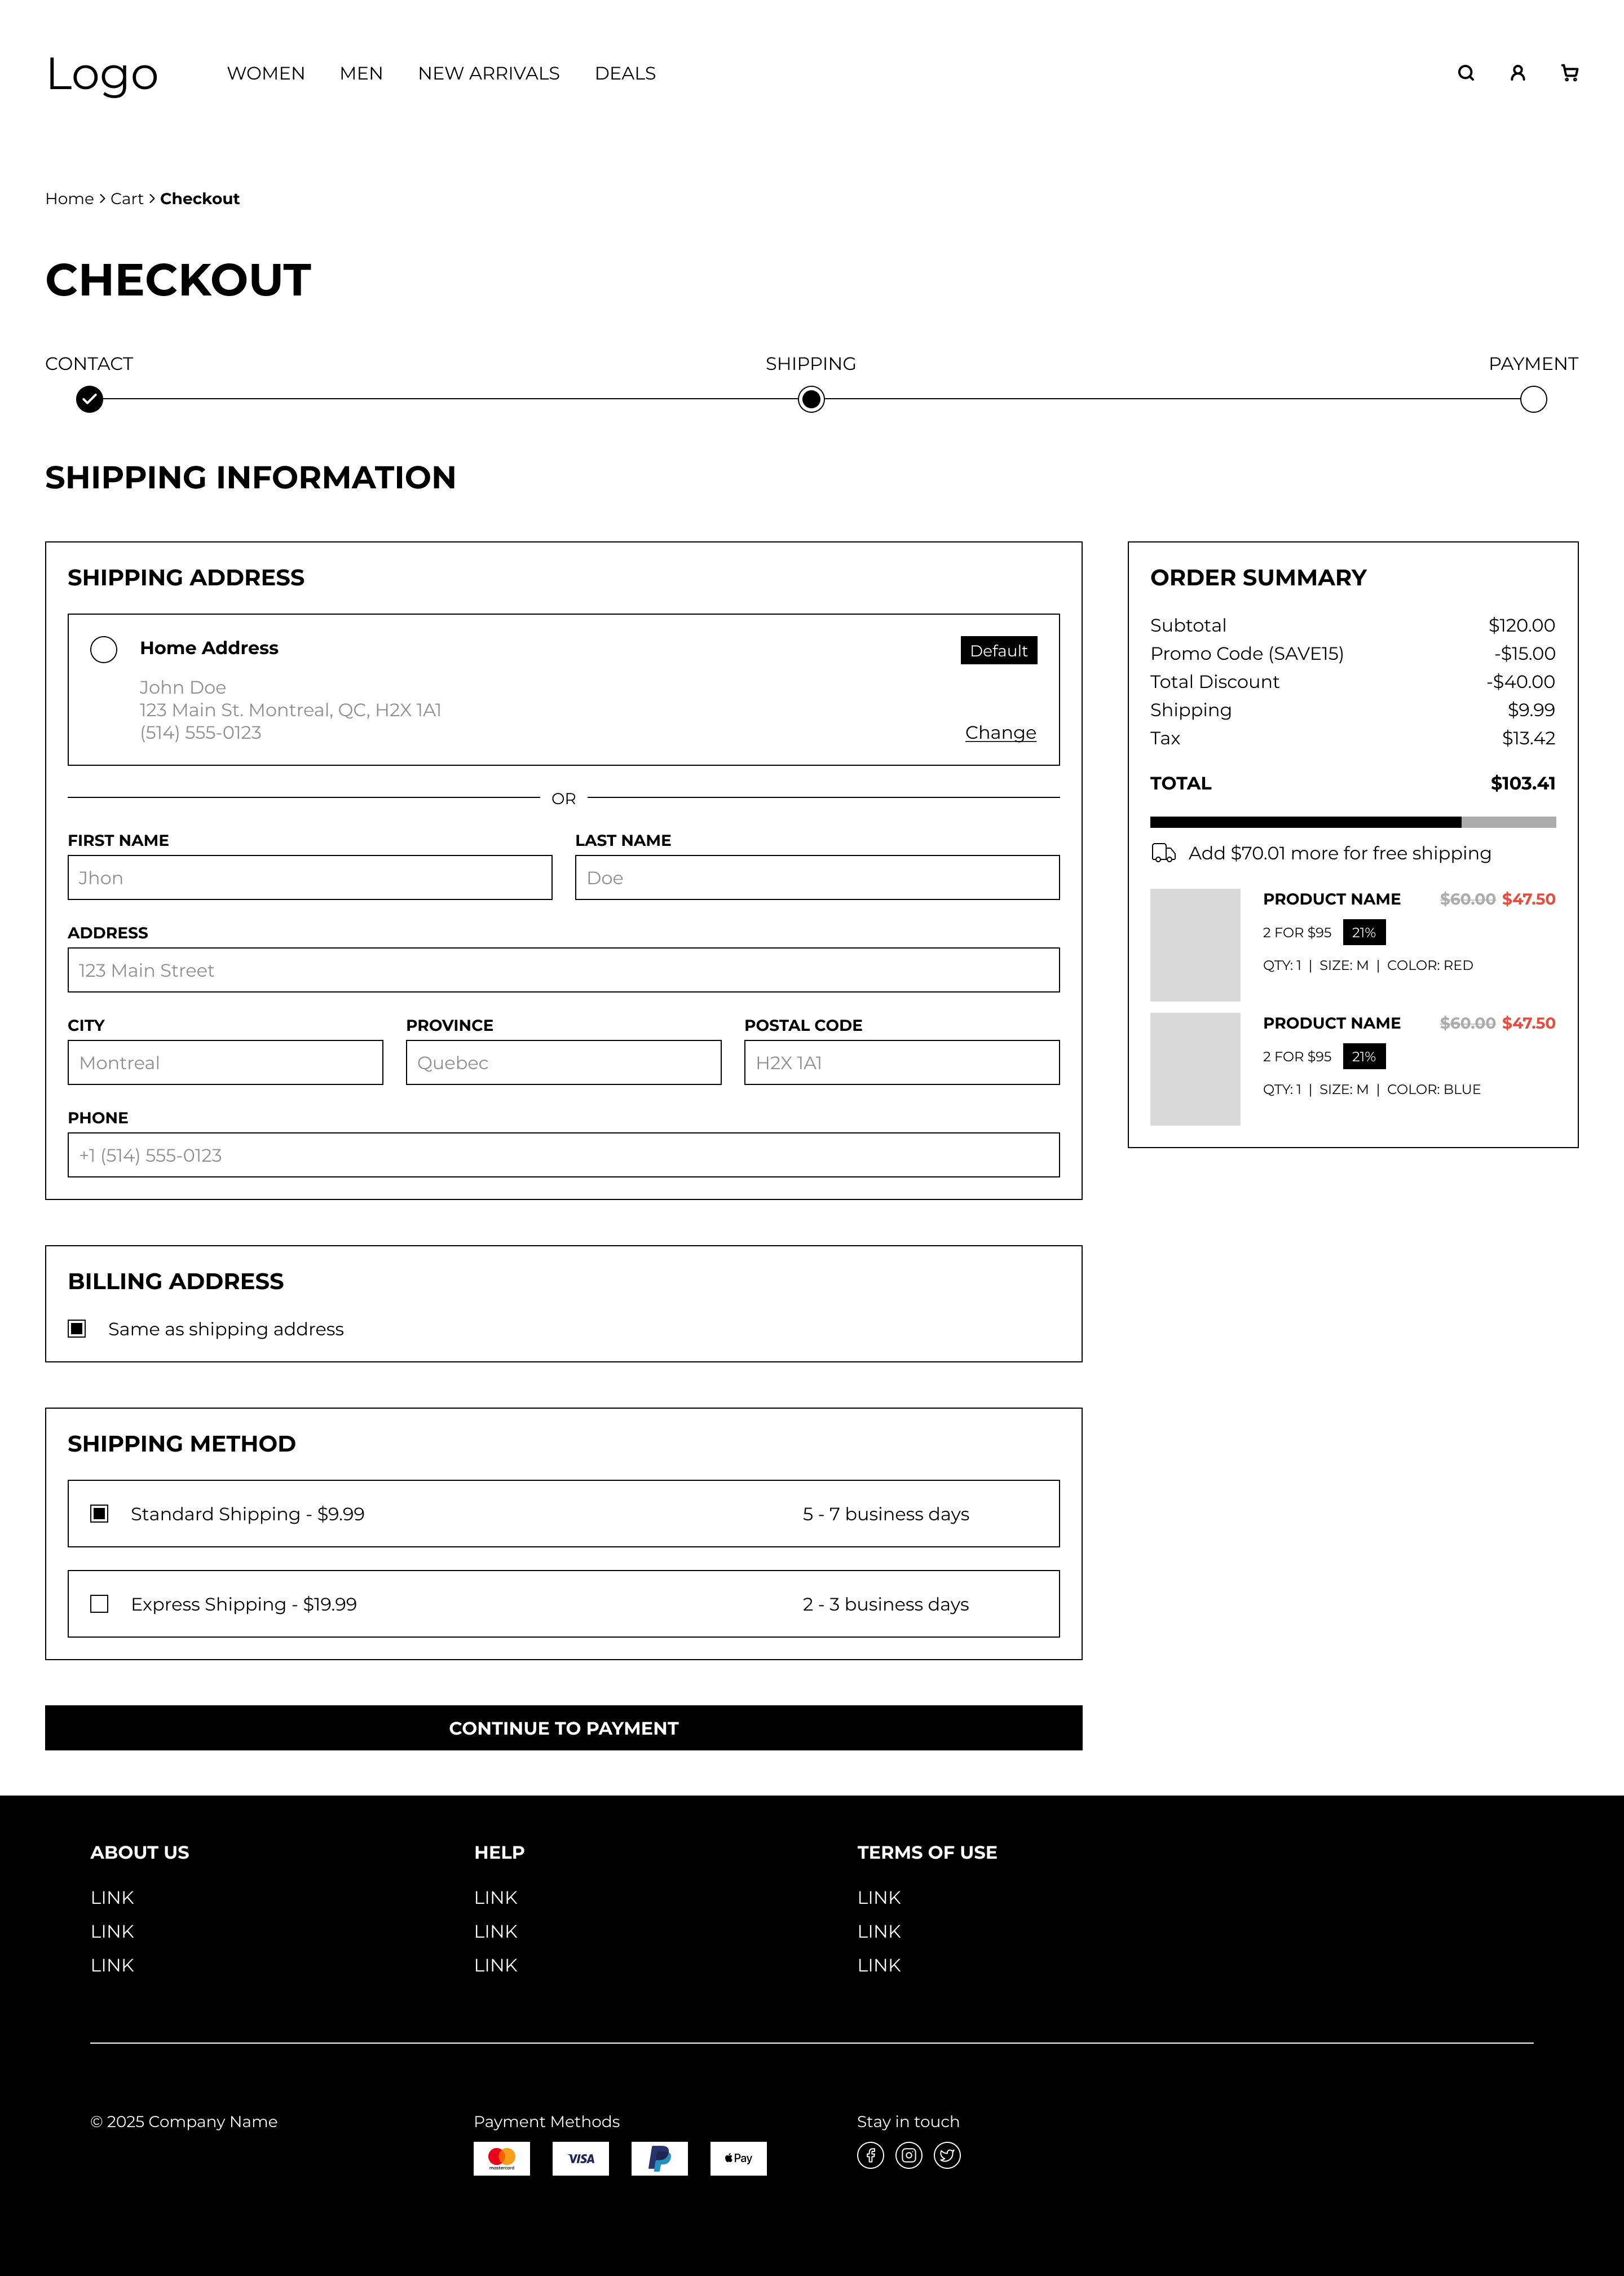 Logo
WOMEN MEN NEW ARRIVALS DEALS
Home > Cart > Checkout
CHECKOUT
CONTACT SHIPPING PAYMENT
SHIPPING INFORMATION
SHIPPING ADDRESS
Home Address
Default
John Doe
123 Main St. Montreal, QC, H2X 1A1
(514) 555-0123
Change
OR
FIRST NAME LAST NAME
Jhon Doe
ADDRESS
123 Main Street
CITY PROVINCE POSTAL CODE
Montreal Quebec H2X 1A1
PHONE
+1 (514) 555-0123
BILLING ADDRESS
Same as shipping address
SHIPPING METHOD
Standard Shipping - $9.99 5 - 7 business days
Express Shipping - $19.99 2 - 3 business days
CONTINUE TO PAYMENT
ORDER SUMMARY
Subtotal $120.00
Promo Code (SAVE15) -$15.00
Total Discount -$40.00
Shipping $9.99
Tax $13.42
TOTAL $103.41
Add $70.01 more for free shipping
PRODUCT NAME $60.00 $47.50
2 FOR $95 21%
QTY: 1 | SIZE: M | COLOR: RED
PRODUCT NAME $60.00 $47.50
2 FOR $95 21%
QTY: 1 | SIZE: M | COLOR: BLUE
ABOUT US HELP TERMS OF USE
LINK LINK LINK
LINK LINK LINK
LINK LINK LINK
© 2025 Company Name Payment Methods Stay in touch
mastercard VISA Pay